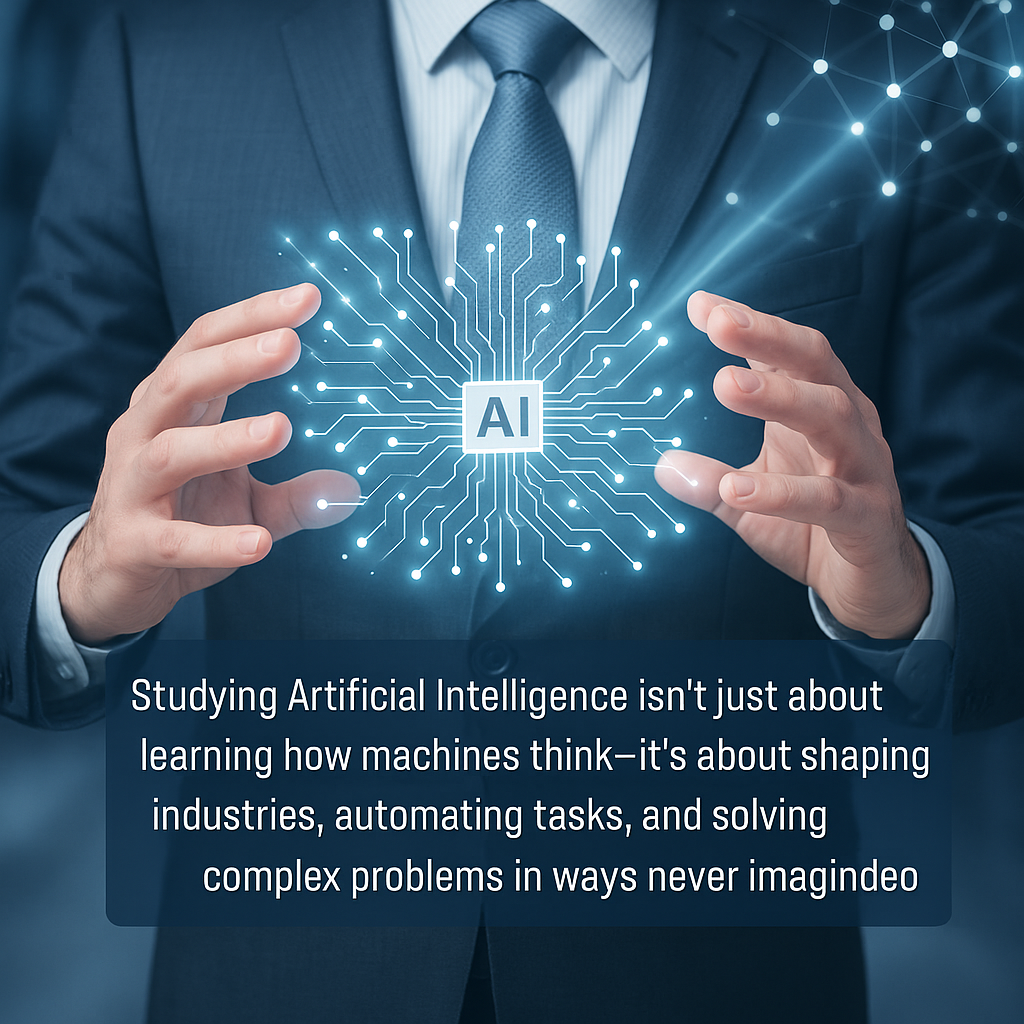 AI
Studying Artificial Intelligence isn't just about
learning how machines think—it's about shaping
industries, automating tasks, and solving
complex problems in ways never imagindeo